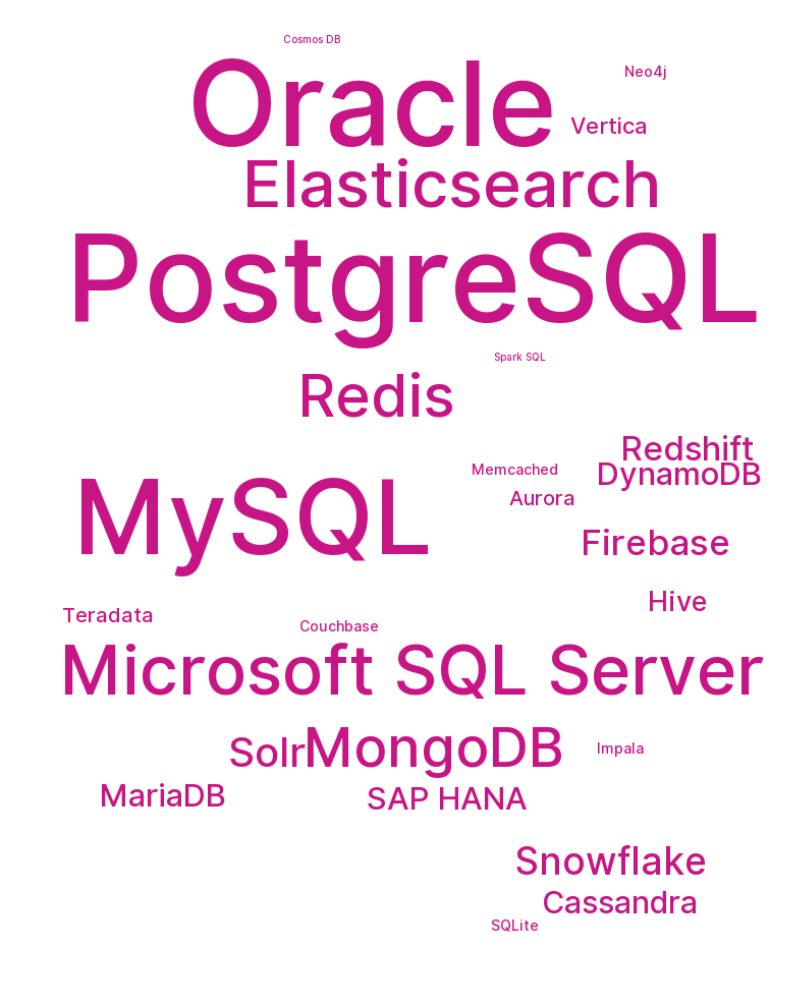 Cosmos DB
Oracle
Neo4j
Vertica
Elasticsearch
PostgreSQL
Spark SQL
Redis
Redshift
Memcached
DynamoDB
Aurora
MySQL
Firebase
Hive
Teradata
Couchbase
Microsoft SQL Server
Solr
MongoDB
Impala
MariaDB
SAP HANA
Snowflake
Cassandra
SQLite